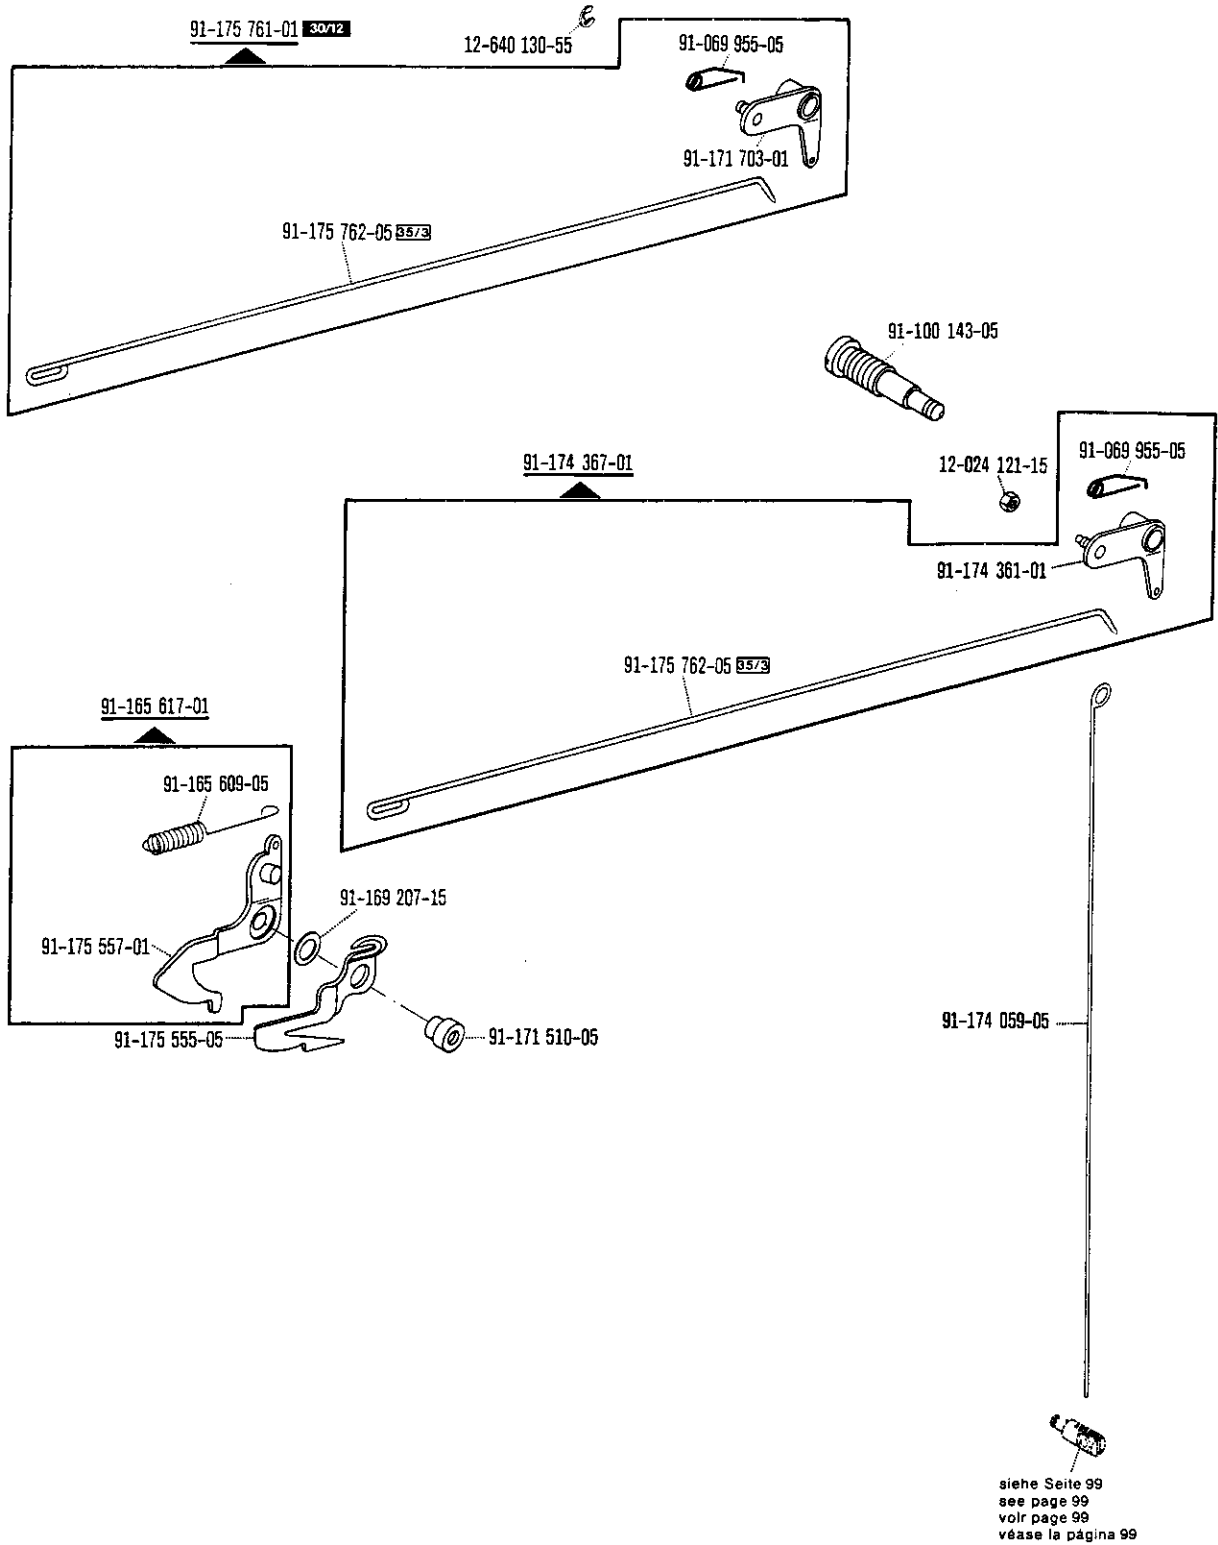 91-175 761-01 30/12
12-640 130-55
91-069 955-05
91-171 703-01
91-175 762-05 35/3
91-100 143-05
91-174 367-01
12-024 121-15
91-069 955-05
91-174 361-01
91-175 762-05 35/3
91-165 617-01
91-165 609-05
91-169 207-15
91-175 557-01
91-175 555-05
91-171 510-05
91-174 059-05
siehe Seite 99
see page 99
voir page 99
véase la página 99